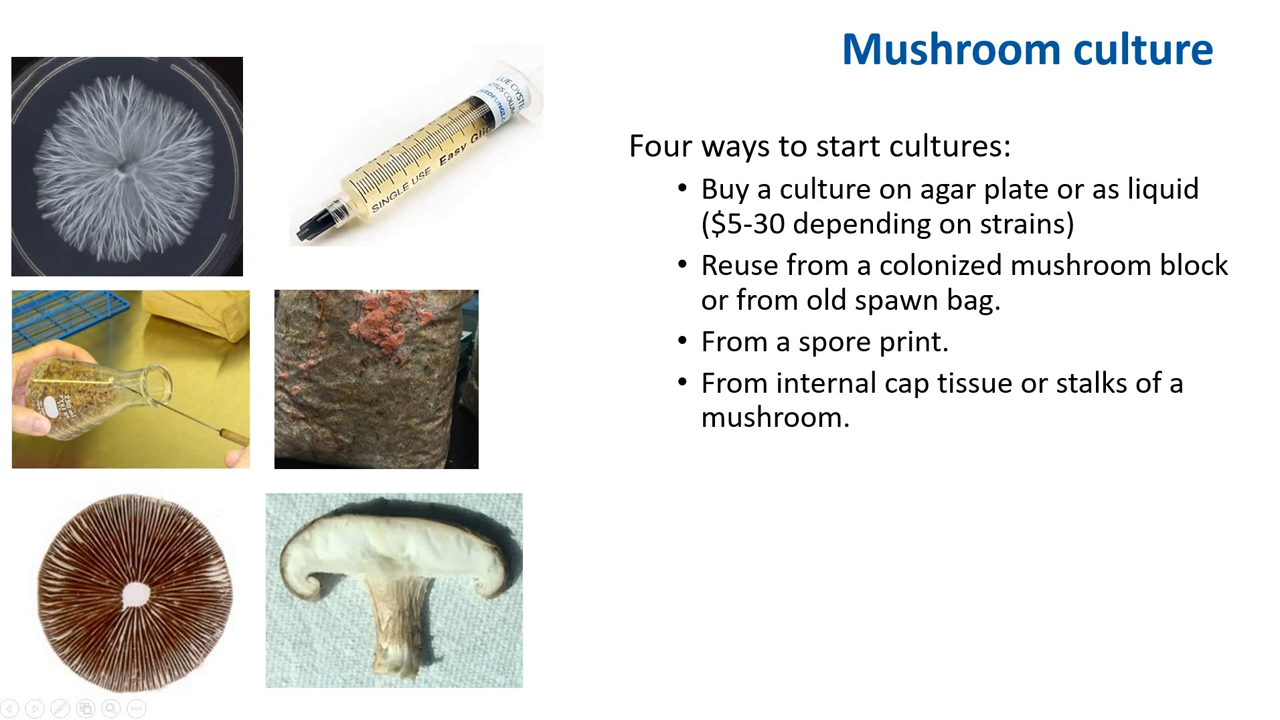 Mushroom culture
Four ways to start cultures:
• Buy a culture on agar plate or as liquid
($5-30 depending on strains)
• Reuse from a colonized mushroom block
or from old spawn bag.
• From a spore print.
• From internal cap tissue or stalks of a
mushroom.
SINGLE USE Easy